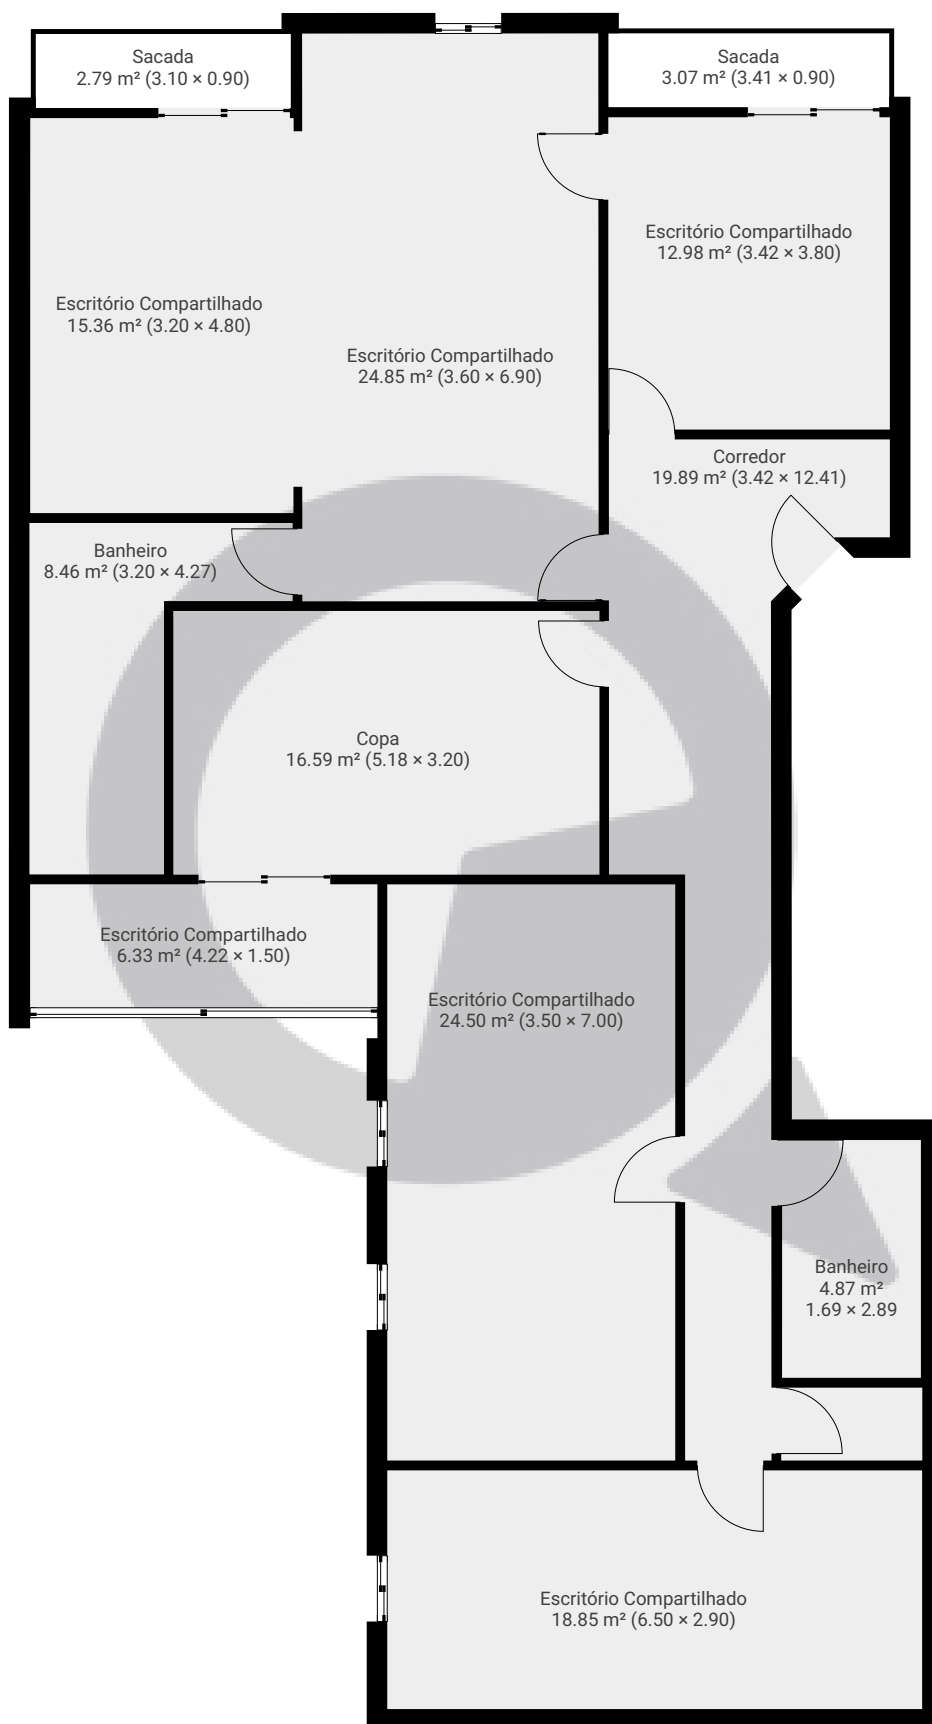 Sacada
2.79 m² (3.10 × 0.90)
Sacada
3.07 m² (3.41 × 0.90)
Escritório Compartilhado
12.98 m² (3.42 × 3.80)
Escritório Compartilhado
15.36 m² (3.20 × 4.80)
Escritório Compartilhado
24.85 m² (3.60 × 6.90)
Corredor
19.89 m² (3.42 × 12.41)
Banheiro
8.46 m² (3.20 × 4.27)
Copa
16.59 m² (5.18 × 3.20)
Escritório Compartilhado
6.33 m² (4.22 × 1.50)
Escritório Compartilhado
24.50 m² (3.50 × 7.00)
Banheiro
4.87 m²
1.69 × 2.89
Escritório Compartilhado
18.85 m² (6.50 × 2.90)